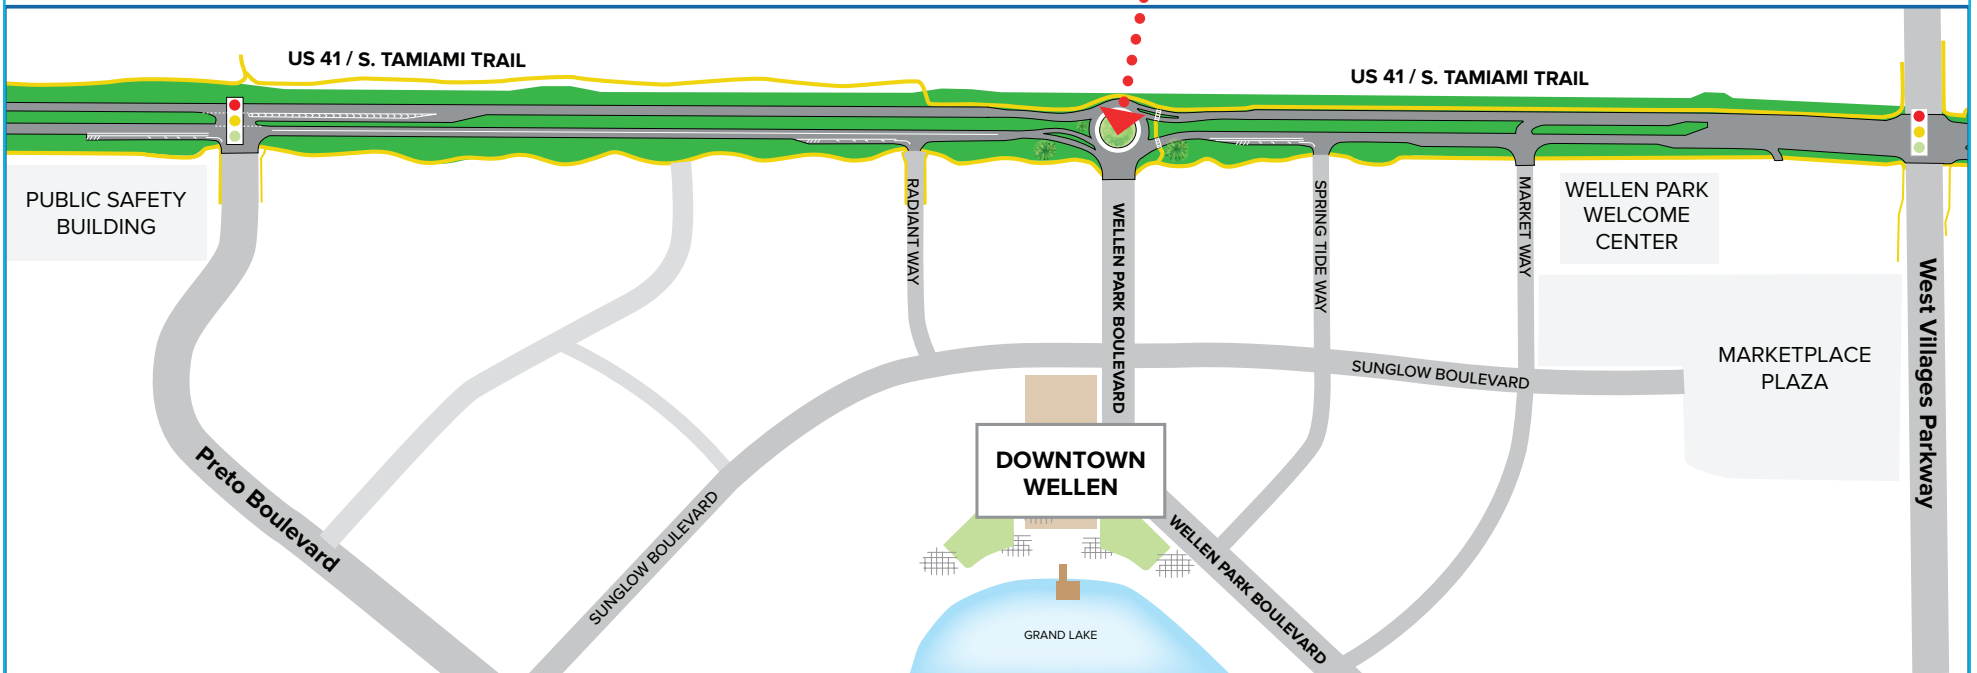 US 41 / S. TAMIAMI TRAIL
US 41 / S. TAMIAMI TRAIL
PUBLIC SAFETY
BUILDING
RADIANT WAY
WELLEN PARK BOULEVARD
SPRING TIDE WAY
MARKET WAY
WELLEN PARK
WELCOME
CENTER
West Villages Parkway
MARKETPLACE
PLAZA
SUNGLOW BOULEVARD
DOWNTOWN
WELLEN
Preto Boulevard
SUNGLOW BOULEVARD
WELLEN PARK BOULEVARD
GRAND LAKE